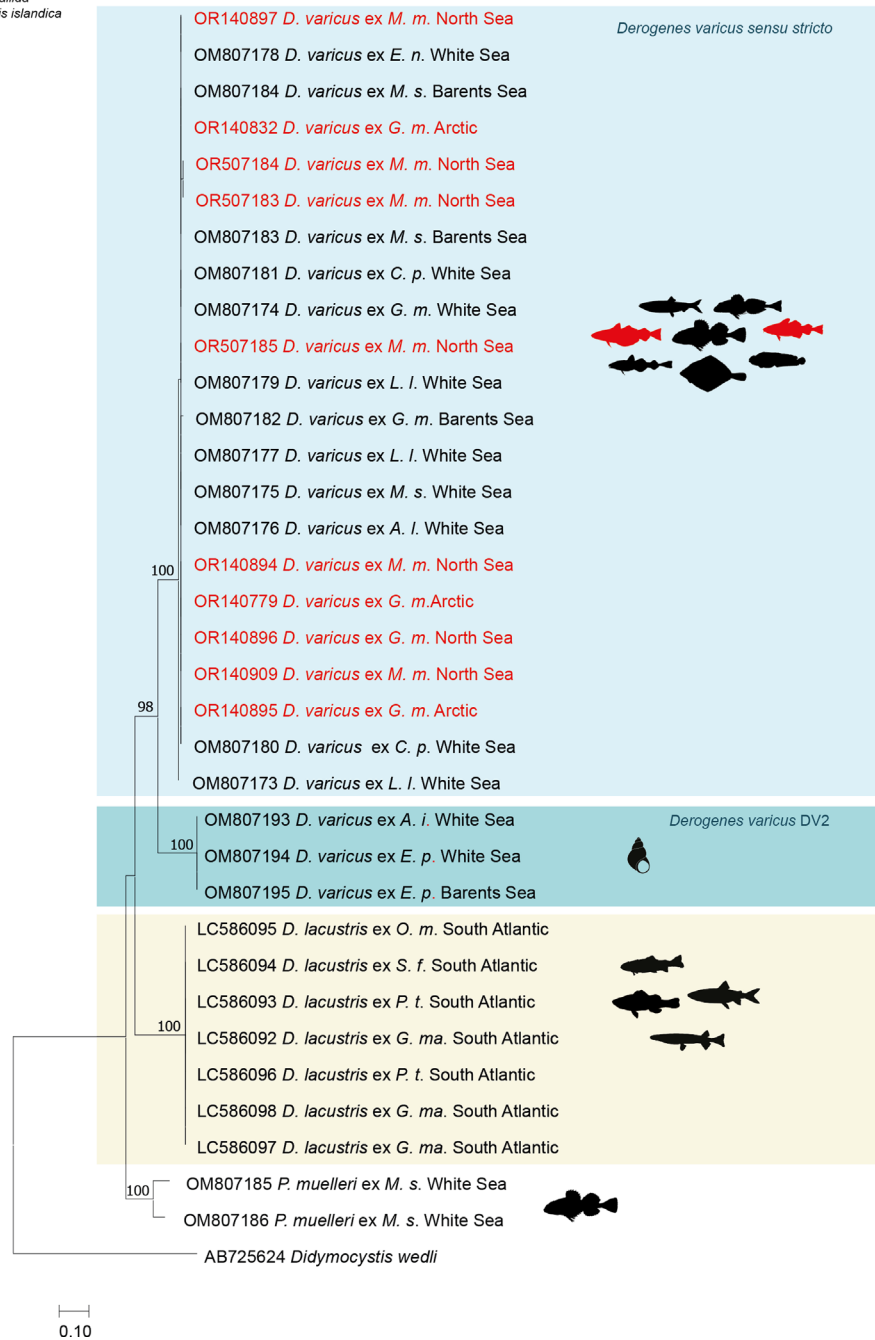 is islandica
OR140897 D. varicus ex M. m. North Sea
Derogenes varicus sensu stricto
OM807178 D. varicus ex E. n. White Sea
OM807184 D. varicus ex M. s. Barents Sea
OR140832 D. varicus ex G. m. Arctic
OR507184 D. varicus ex M. m. North Sea
OR507183 D. varicus ex M. m. North Sea
OM807183 D. varicus ex M. s. Barents Sea
OM807181 D. varicus ex C. p. White Sea
OM807174 D. varicus ex G. m. White Sea
OR507185 D. varicus ex M. m. North Sea
OM807179 D. varicus ex L. l. White Sea
OM807182 D. varicus ex G. m. Barents Sea
OM807177 D. varicus ex L. l. White Sea
OM807175 D. varicus ex M. s. White Sea
OM807176 D. varicus ex A. l. White Sea
OR140894 D. varicus ex M. m. North Sea
100
OR140779 D. varicus ex G. m.Arctic
OR140896 D. varicus ex G. m. North Sea
OR140909 D. varicus ex M. m. North Sea
98
OR140895 D. varicus ex G. m. Arctic
OM807180 D. varicus ex C. p. White Sea
OM807173 D. varicus ex L. l. White Sea
OM807193 D. varicus ex A. i. White Sea
Derogenes varicus DV2
100
OM807194 D. varicus ex E. p. White Sea
OM807195 D. varicus ex E. p. Barents Sea
LC586095 D. lacustris ex O. m. South Atlantic
LC586094 D. lacustris ex S. f. South Atlantic
LC586093 D. lacustris ex P. t. South Atlantic
100
LC586092 D. lacustris ex G. ma. South Atlantic
LC586096 D. lacustris ex P. t. South Atlantic
LC586098 D. lacustris ex G. ma. South Atlantic
LC586097 D. lacustris ex G. ma. South Atlantic
OM807185 P. muelleri ex M. s. White Sea
100
OM807186 P. muelleri ex M. s. White Sea
AB725624 Didymocystis wedli
0.10